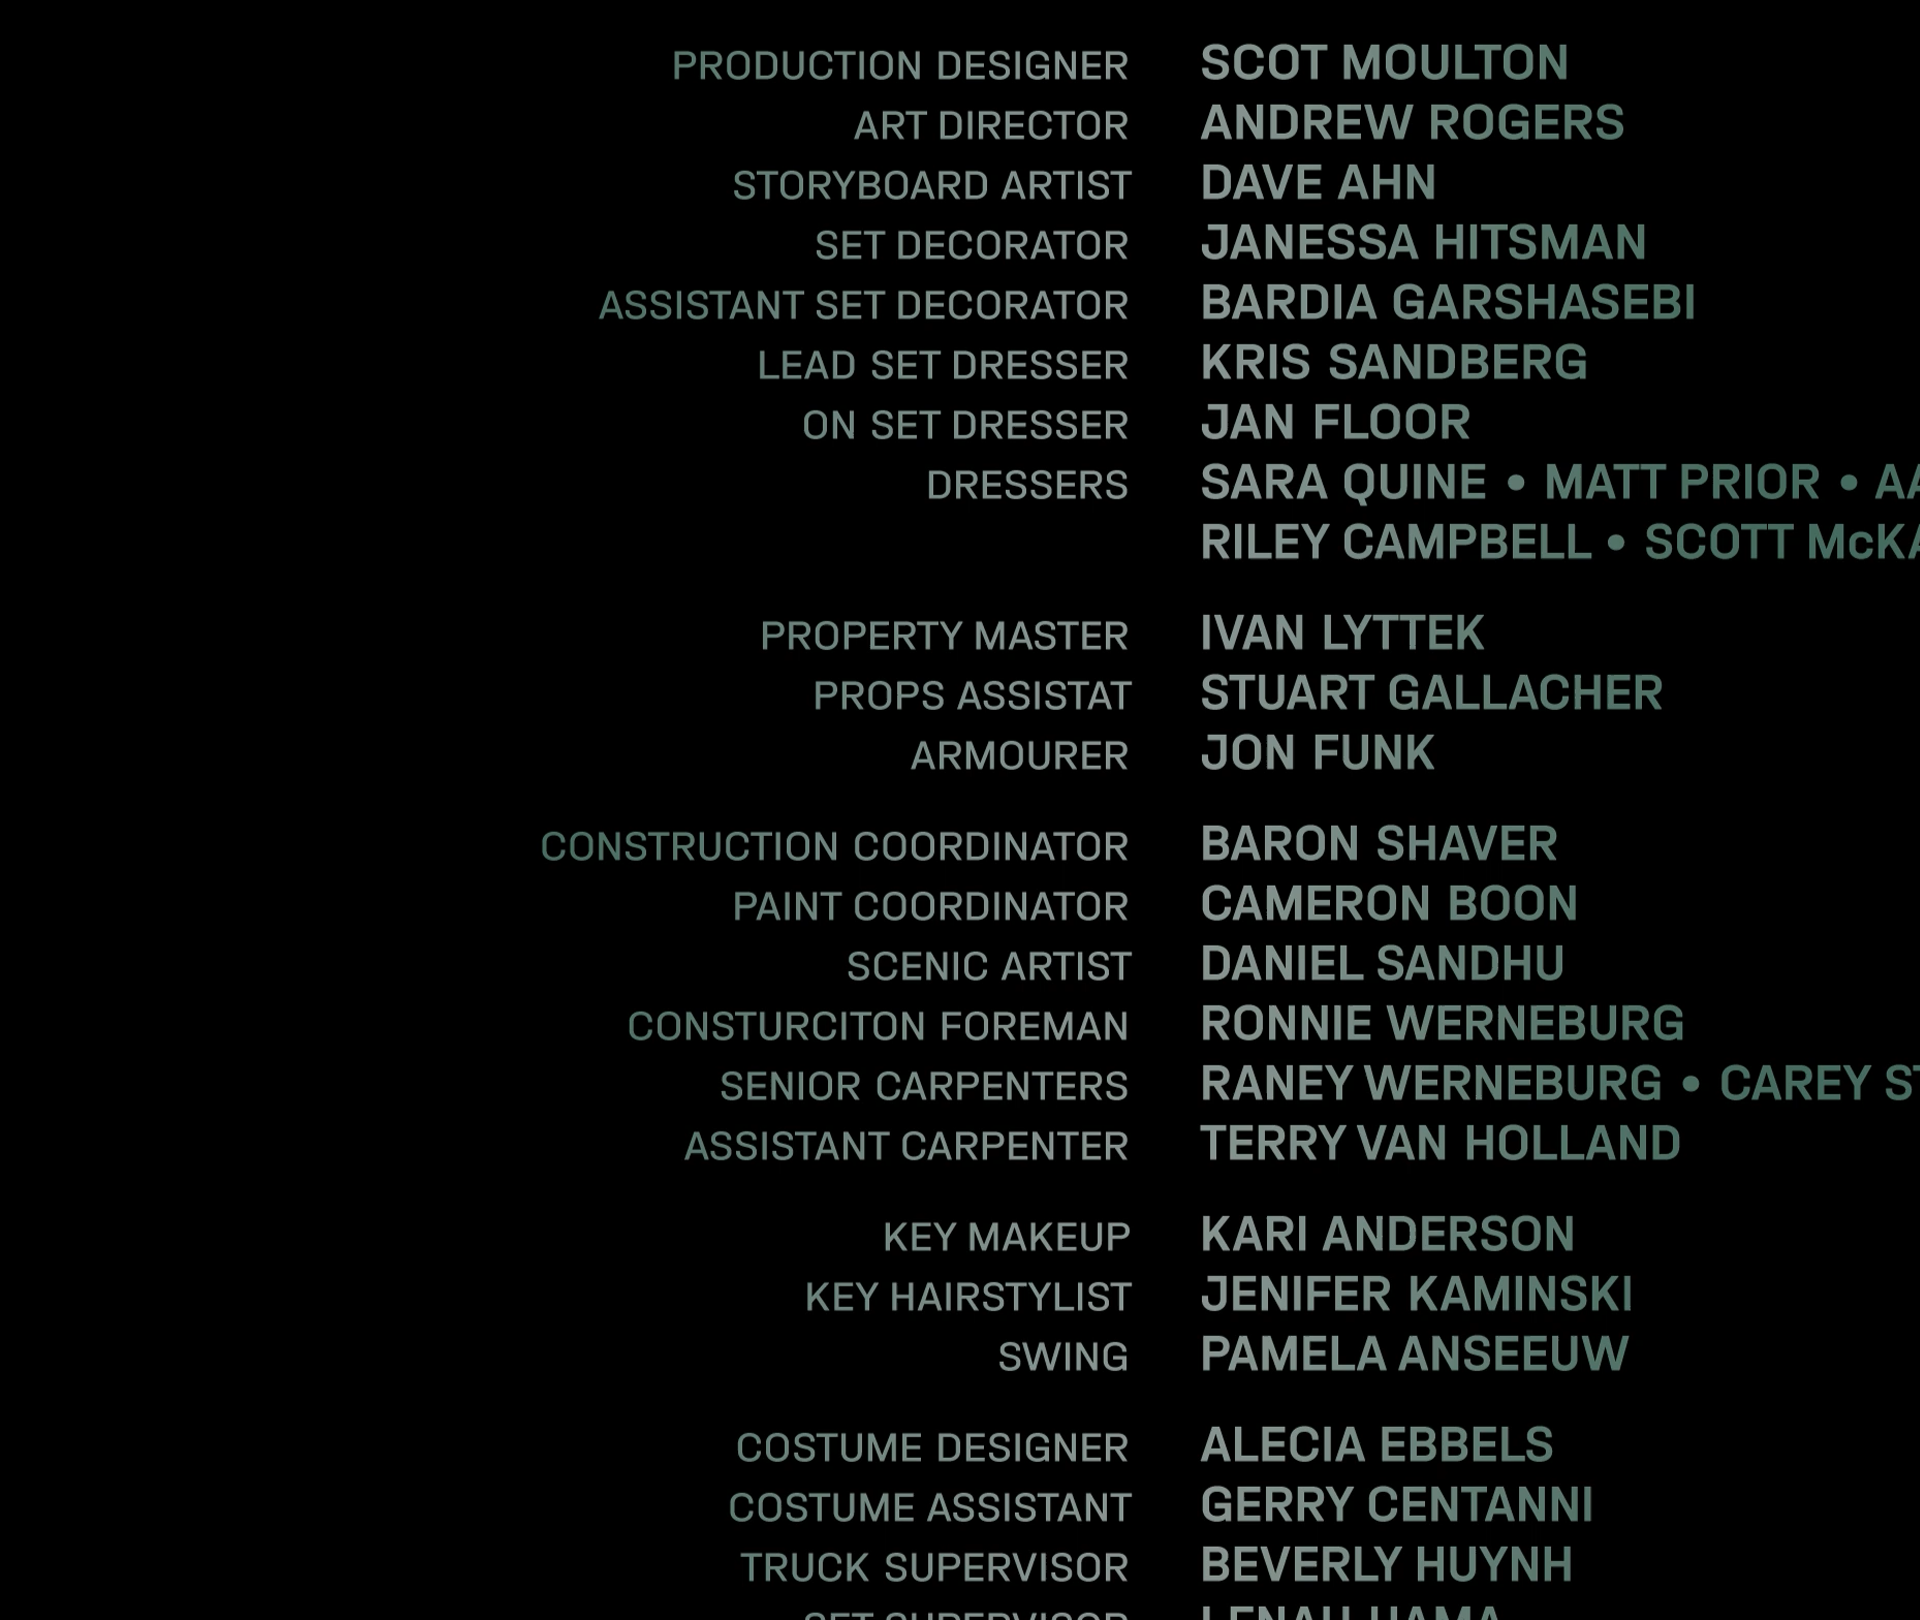 PRODUCTION DESIGNER SCOT MOULTON
ART DIRECTOR ANDREW ROGERS
STORYBOARD ARTIST DAVE AHN
SET DECORATOR JANESSA HITSMAN
ASSISTANT SET DECORATOR BARDIA GARSHASEBI
LEAD SET DRESSER KRIS SANDBERG
ON SET DRESSER JAN FLOOR
DRESSERS SARA QUINE • MATT PRIOR •
RILEY CAMPBELL • SCOTT
PROPERTY MASTER IVAN LYTTEK
PROPS ASSISTAT STUART GALLACHER
ARMOURER JON FUNK
CONSTRUCTION COORDINATOR BARON SHAVER
PAINT COORDINATOR CAMERON BOON
SCENIC ARTIST DANIEL SANDHU
CONSTURCITON FOREMAN RONNIE WERNEBURG
SENIOR CARPENTERS RANEY WERNEBURG • CAREY
ASSISTANT CARPENTER TERRY VAN HOLLAND
KEY MAKEUP KARI ANDERSON
KEY HAIRSTYLIST JENIFER KAMINSKI
SWING PAMELA ANSEEUW
COSTUME DESIGNER ALECIA EBBELS
COSTUME ASSISTANT GERRY CENTANNI
TRUCK SUPERVISOR BEVERLY HUYNH
SET SUPERVISOR